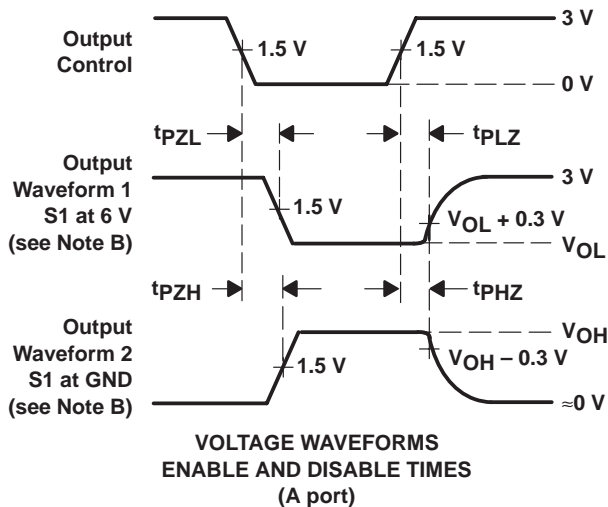 3 V
Output
Control
1.5 V
1.5 V
0 V
tPZL
tPLZ
Output
Waveform 1
S1 at 6 V
(see Note B)
3 V
1.5 V
VOL + 0.3 V
VOL
tPZH
tPHZ
Output
Waveform 2
S1 at GND
(see Note B)
VOH
1.5 V
VOH – 0.3 V
≈0 V
VOLTAGE WAVEFORMS
ENABLE AND DISABLE TIMES
(A port)